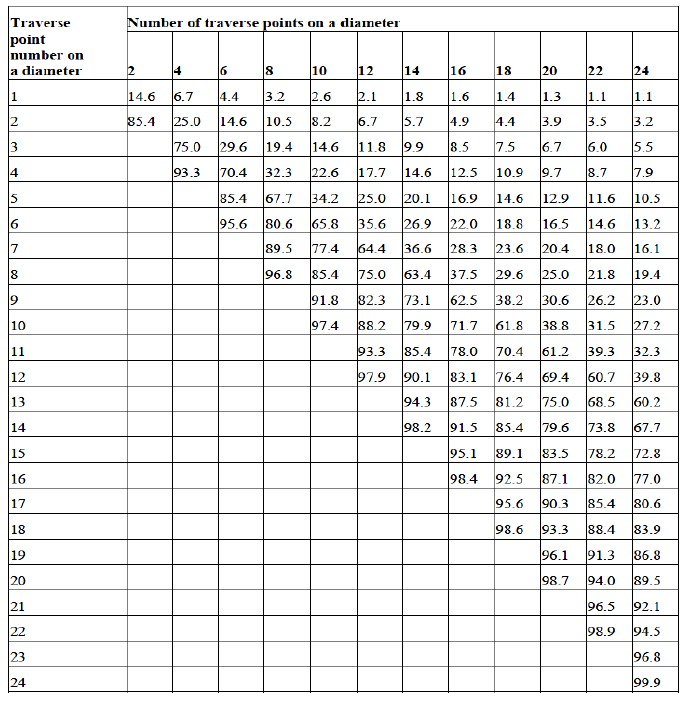 Traverse point number on a diameter Number of traverse points on a diameter
2 4 6 8 10 12 14 16 18 20 22 24
1 14.6 6.7 4.4 3.2 2.6 2.1 1.8 1.6 1.4 1.3 1.1 1.1
2 85.4 25.0 14.6 10.5 8.2 6.7 5.7 4.9 4.4 3.9 3.5 3.2
3 75.0 29.6 19.4 14.6 11.8 9.9 8.5 7.5 6.7 6.0 5.5
4 93.3 70.4 32.3 22.6 17.7 14.6 12.5 10.9 9.7 8.7 7.9
5 85.4 67.7 34.2 25.0 20.1 16.9 14.6 12.9 11.6 10.5
6 95.6 80.6 65.8 35.6 26.9 22.0 18.8 16.5 14.6 13.2
7 89.5 77.4 64.4 36.6 28.3 23.6 20.4 18.0 16.1
8 96.8 85.4 75.0 63.4 37.5 29.6 25.0 21.8 19.4
9 91.8 82.3 73.1 62.5 38.2 30.6 26.2 23.0
10 97.4 88.2 79.9 71.7 61.8 38.8 31.5 27.2
11 93.3 85.4 78.0 70.4 61.2 39.3 32.3
12 97.9 90.1 83.1 76.4 69.4 60.7 39.8
13 94.3 87.5 81.2 75.0 68.5 60.2
14 98.2 91.5 85.4 79.6 73.8 67.7
15 95.1 89.1 83.5 78.2 72.8
16 98.4 92.5 87.1 82.0 77.0
17 95.6 90.3 85.4 80.6
18 98.6 93.3 88.4 83.9
19 96.1 91.3 86.8
20 98.7 94.0 89.5
21 96.5 92.1
22 98.9 94.5
23 96.8
24 99.9